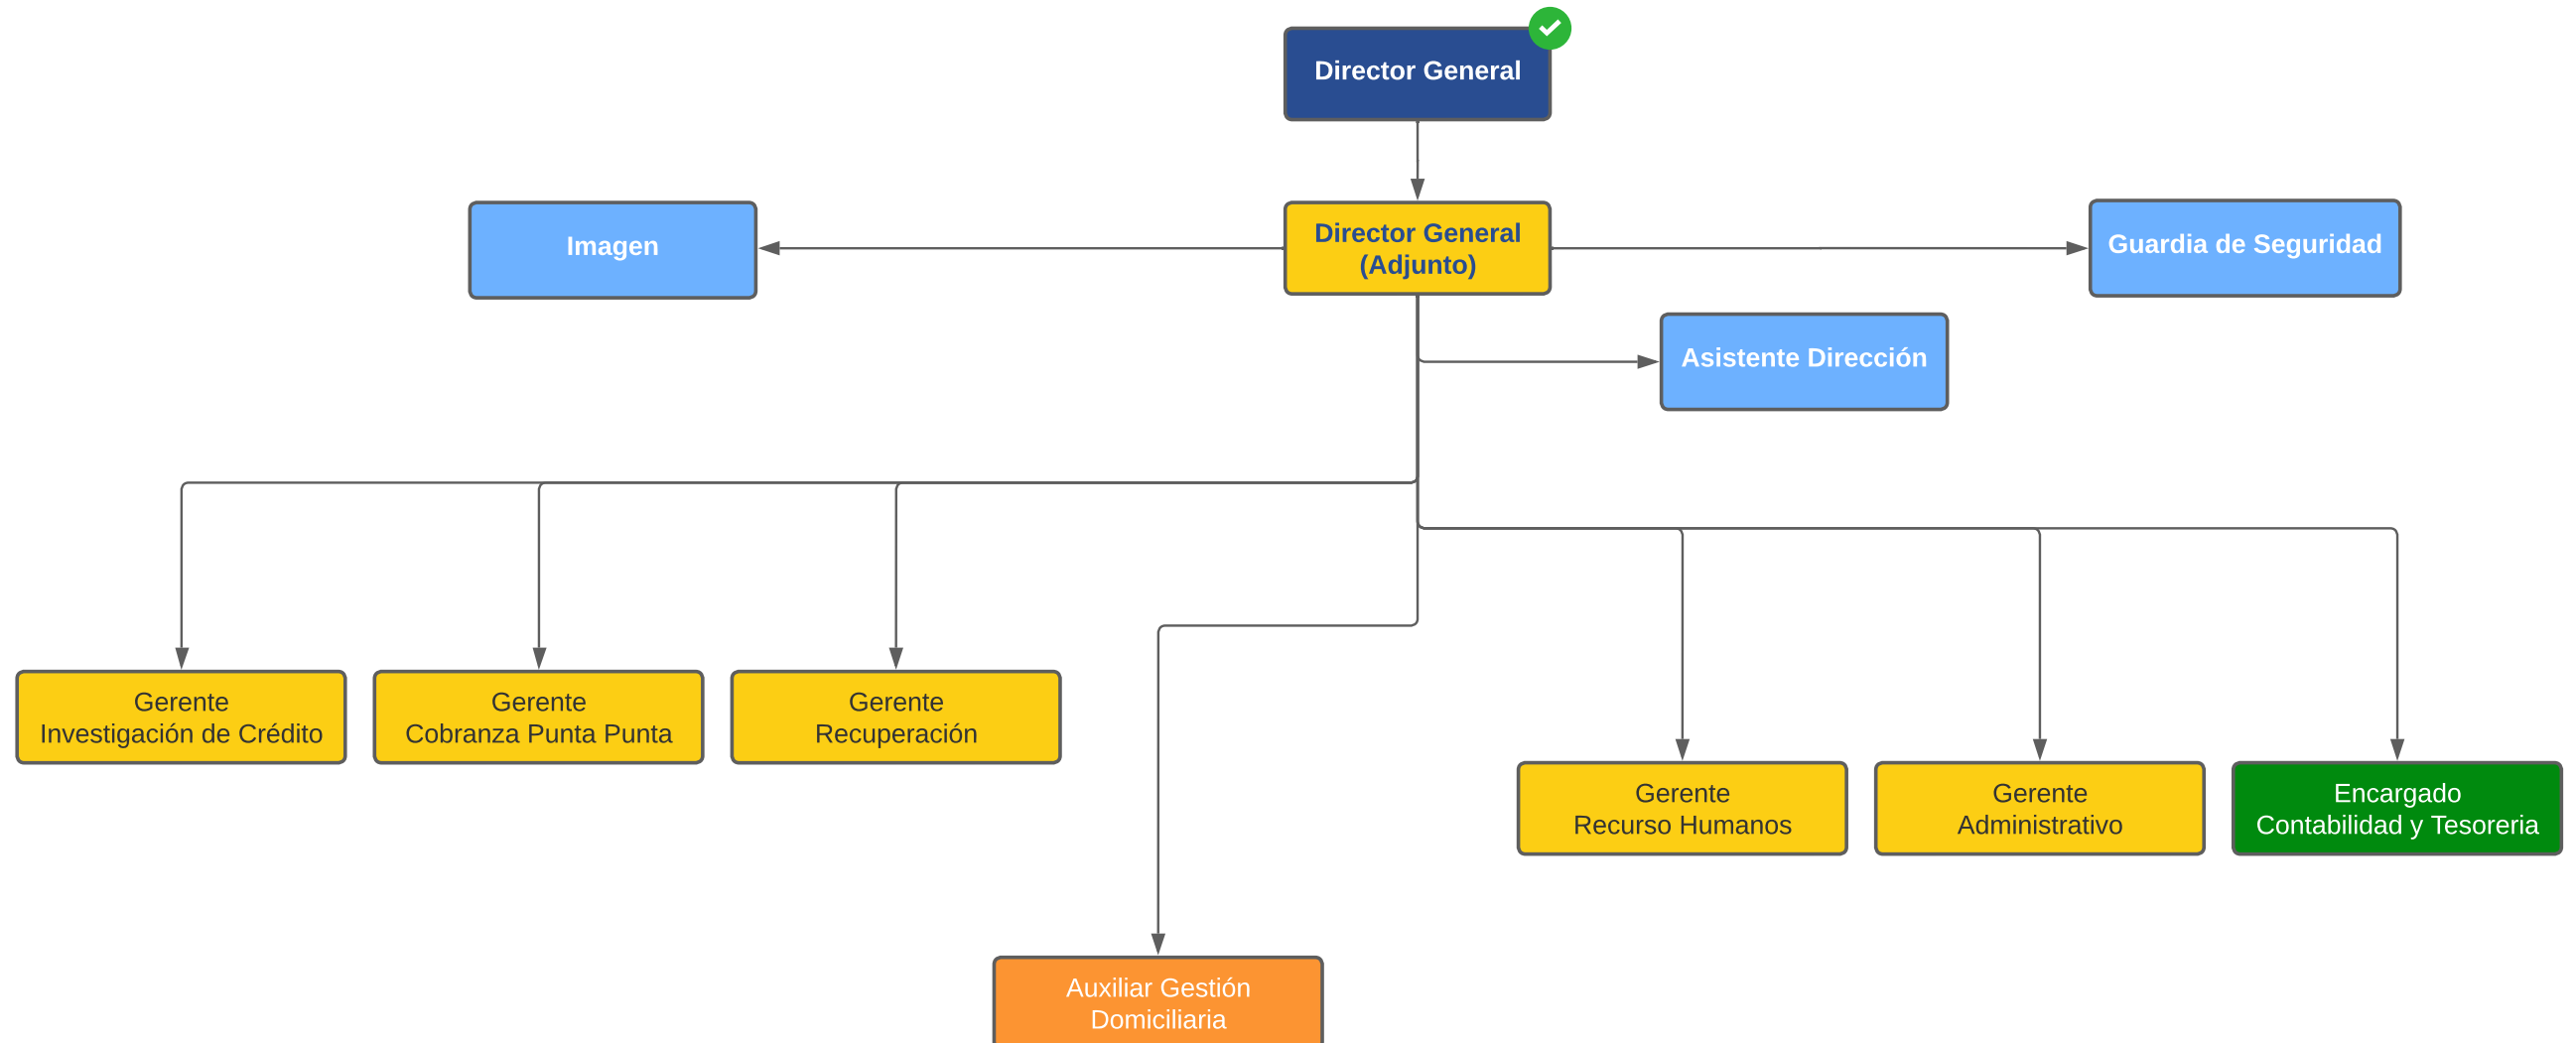 Director General
Imagen
Director General
(Adjunto)
Guardia de Seguridad
Asistente Dirección
Gerente
Investigación de Crédito
Gerente
Cobranza Punta Punta
Gerente
Recuperación
Gerente
Recurso Humanos
Gerente
Administrativo
Encargado
Contabilidad y Tesoreria
Auxiliar Gestión
Domiciliaria